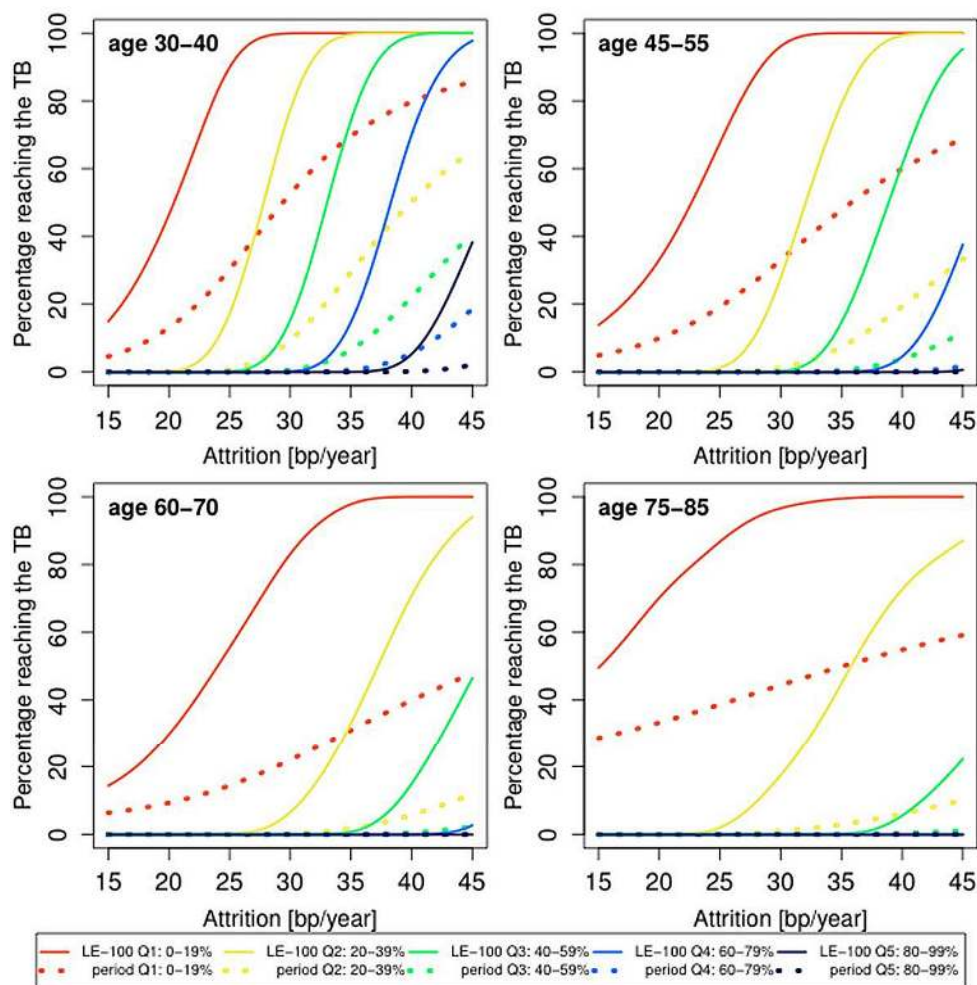 age 30−40
Percentage reaching the TB
100
80
60
40
20
0
15 20 25 30 35 40 45
Attrition [bp/year]
age 45−55
Percentage reaching the TB
100
80
60
40
20
0
15 20 25 30 35 40 45
Attrition [bp/year]
age 60−70
Percentage reaching the TB
100
80
60
40
20
0
15 20 25 30 35 40 45
Attrition [bp/year]
age 75−85
Percentage reaching the TB
100
80
60
40
20
0
15 20 25 30 35 40 45
Attrition [bp/year]
LE−100 Q1: 0−19% LE−100 Q2: 20−39% LE−100 Q3: 40−59% LE−100 Q4: 60−79% LE−100 Q5: 80−99%
period Q1: 0−19% period Q2: 20−39% period Q3: 40−59% period Q4: 60−79% period Q5: 80−99%